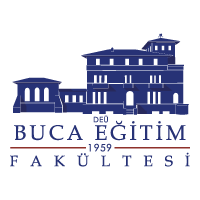 DEÜ
BUCA EĞİTİM
1959
FAKÜLTESİ